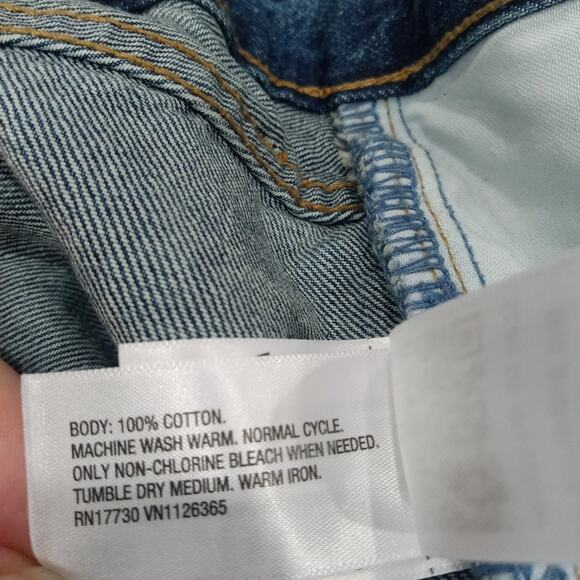 BODY: 100% COTTON.
MACHINE WASH WARM. NORMAL CYCLE.
ONLY NON-CHLORINE BLEACH WHEN NEEDED.
TUMBLE DRY MEDIUM. WARM IRON.
RN17730 VN1126365